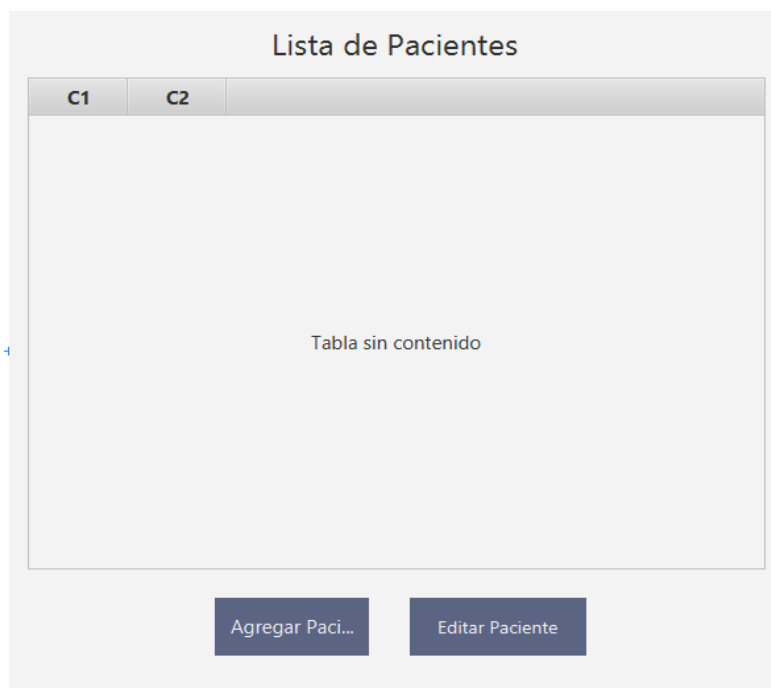 Lista de Pacientes
C1 C2
Tabla sin contenido
Agregar Paci... Editar Paciente